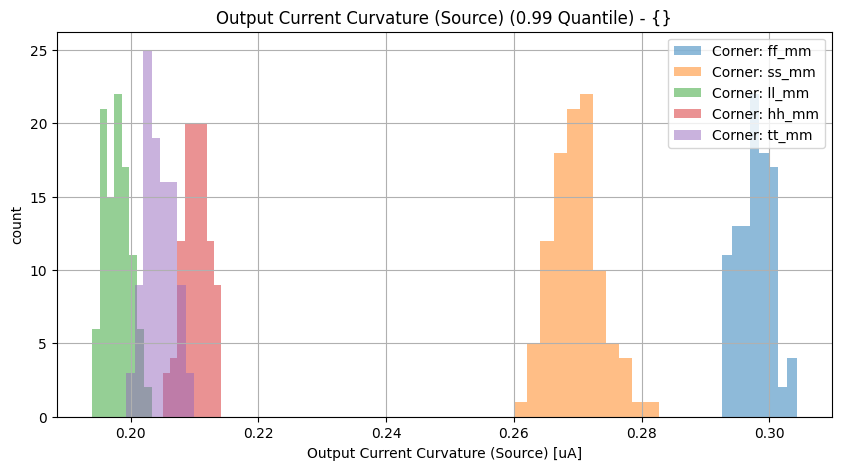 Output Current Curvature (Source) (0.99 Quantile) - {}
25
20
15
10
5
0
count
Corner: ff_mm
Corner: ss_mm
Corner: ll_mm
Corner: hh_mm
Corner: tt_mm
0.20 0.22 0.24 0.26 0.28 0.30
Output Current Curvature (Source) [uA]